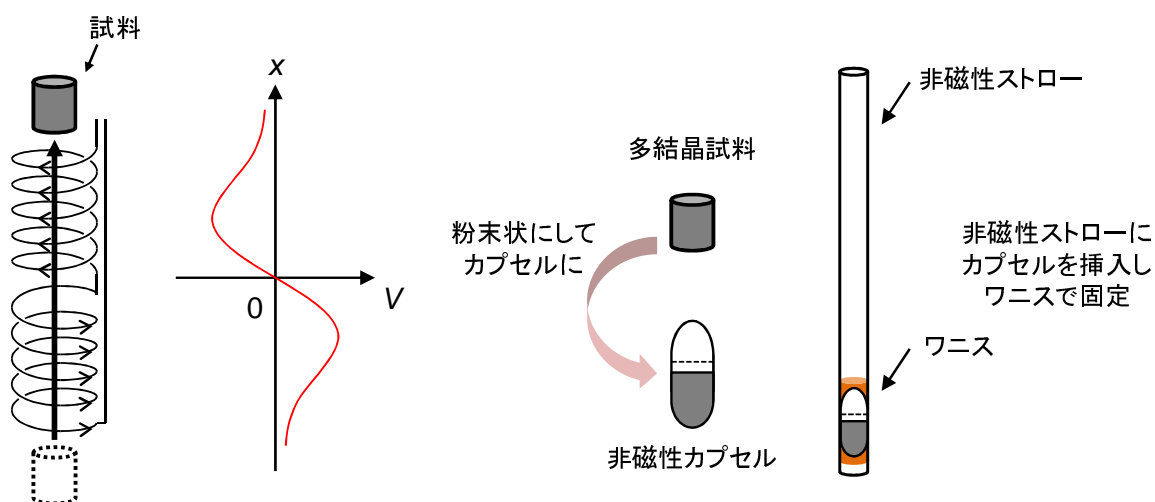 試料
x
0
V
多結晶試料
粉末状にして
カプセルに
非磁性カプセル
非磁性ストロー
非磁性ストローに
カプセルを挿入し
ワニスで固定
ワニス